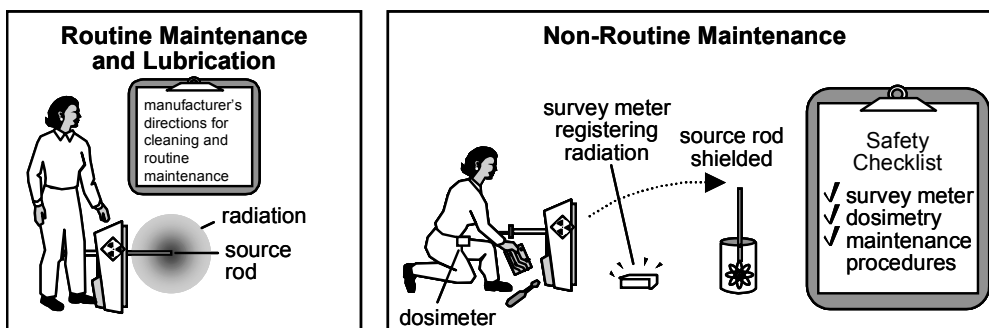 Routine Maintenance
and Lubrication
manufacturer's
directions for
cleaning and
routine
maintenance
radiation
source
rod
Non-Routine Maintenance
survey meter
registering
radiation
source rod
shielded
dosimeter
Safety
Checklist
✓ survey meter
✓ dosimetry
✓ maintenance
procedures